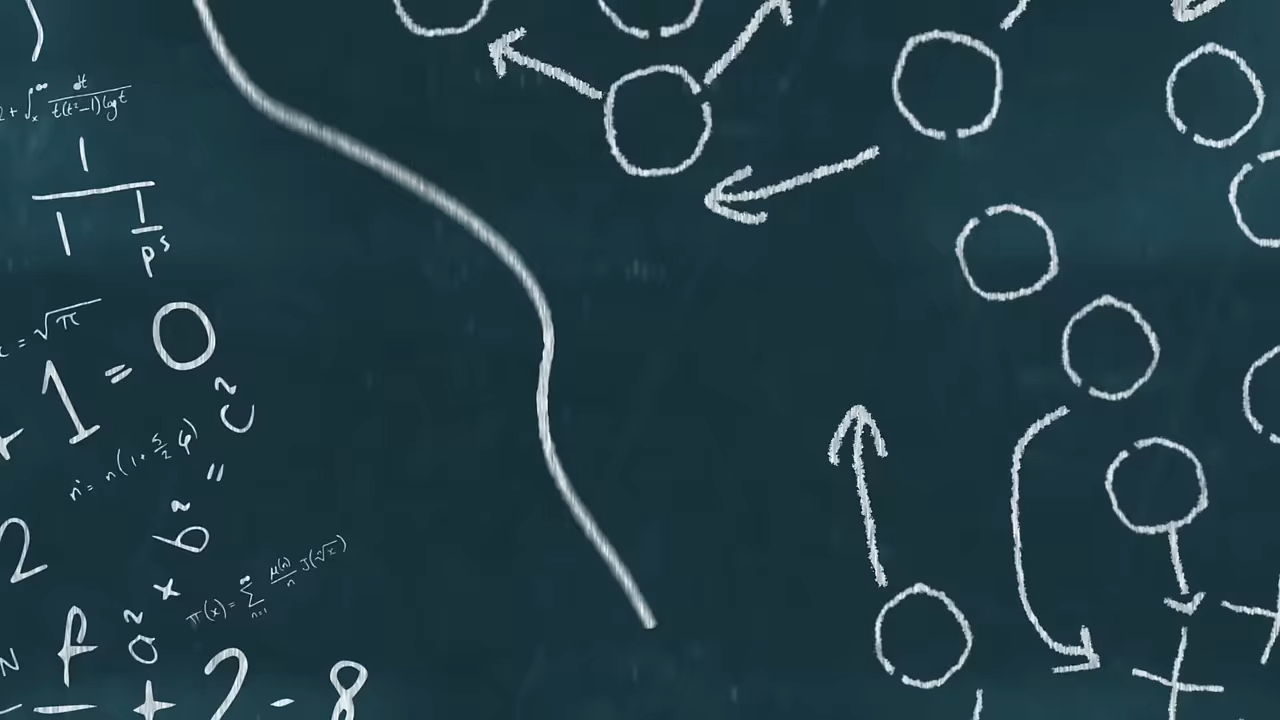 2 + ∫ₓ^∞ dt / t(t²-1) log t
1
1 1
pˢ
x = √π
+ 1 = 0
n' = n(1 + s/2 φ)
a² × b² = c²
2
π(x) = Σₙ₌₁^∞ μ(n)/n J(ⁿ√x)
N f
- + 2 - 8